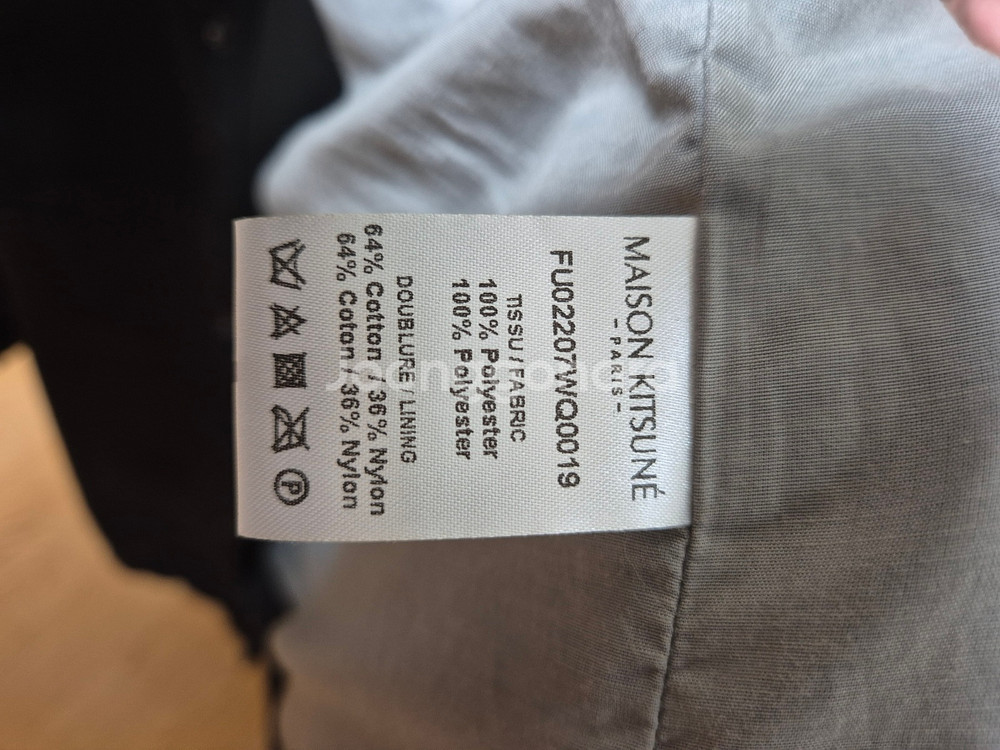 MAISON KITSUNÉ
- PARIS -
FU02207WQ0019
TISSU / FABRIC
100% Polyester
100% Polyester
DOUBLURE / LINING
64% Cotton / 36% Nylon
64% Coton / 36% Nylon
P